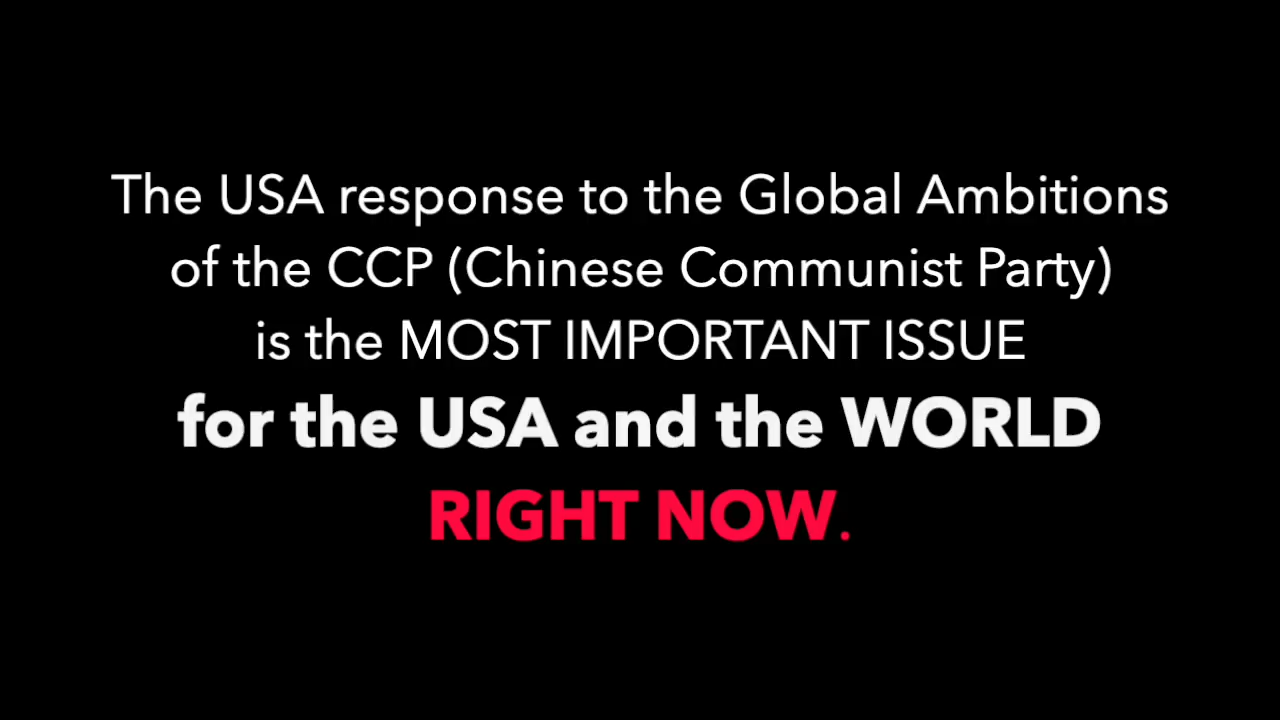 The USA response to the Global Ambitions
of the CCP (Chinese Communist Party)
is the MOST IMPORTANT ISSUE
for the USA and the WORLD
RIGHT NOW.